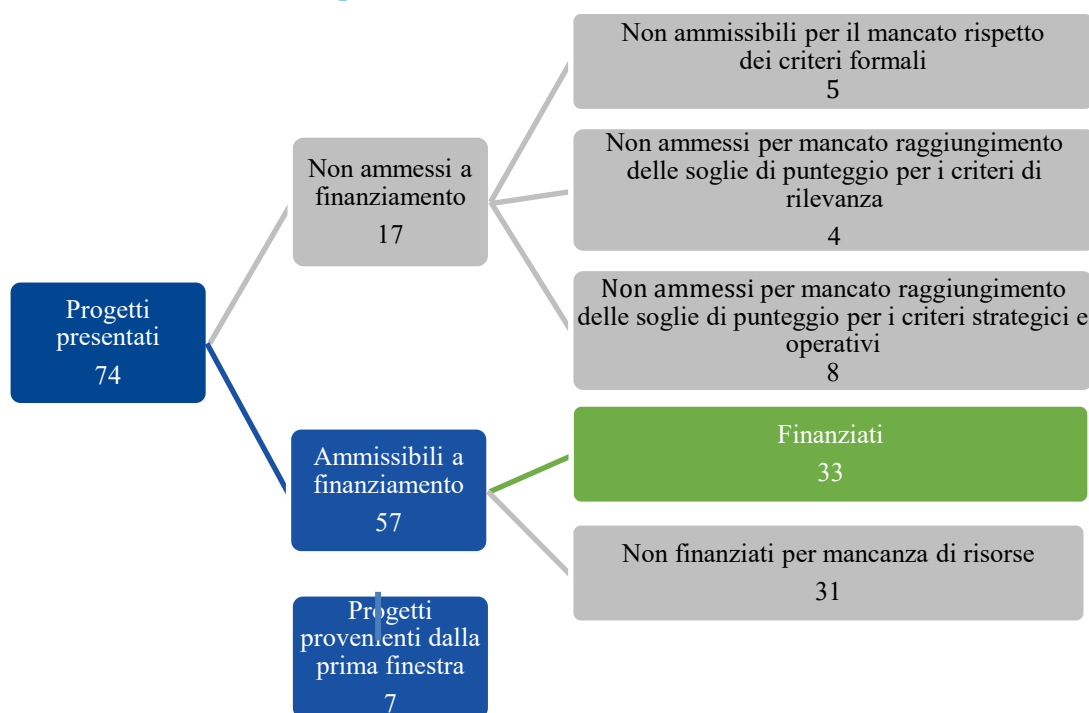 Progetti
presentati
74
Non ammessi a
finanziamento
17
Non ammissibili per il mancato rispetto
dei criteri formali
5
Non ammessi per mancato raggiungimento
delle soglie di punteggio per i criteri di
rilevanza
4
Non ammessi per mancato raggiungimento
delle soglie di punteggio per i criteri strategici e
operativi
8
Ammissibili a
finanziamento
57
Finanziati
33
Non finanziati per mancanza di risorse
31
Progetti
provenienti dalla
prima finestra
7